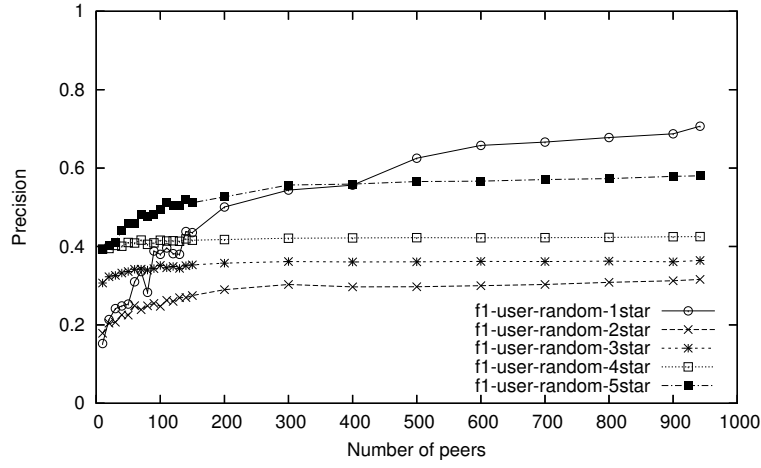 1
0.8
0.6
0.4
0.2
0
Precision
0 100 200 300 400 500 600 700 800 900 1000
Number of peers
f1-user-random-1star
f1-user-random-2star
f1-user-random-3star
f1-user-random-4star
f1-user-random-5star